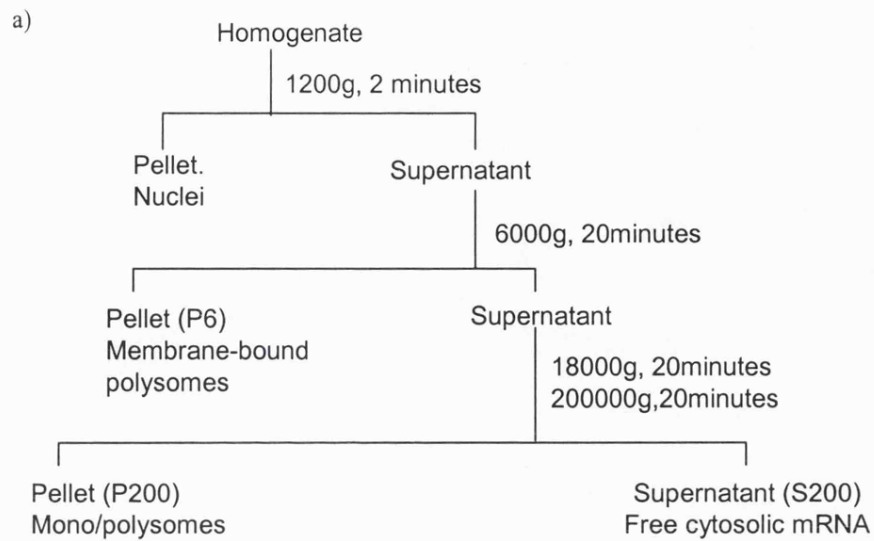 a)
Homogenate
1200g, 2 minutes
Pellet.
Nuclei
Supernatant
6000g, 20minutes
Pellet (P6)
Membrane-bound
polysomes
Supernatant
18000g, 20minutes
200000g,20minutes
Pellet (P200)
Mono/polysomes
Supernatant (S200)
Free cytosolic mRNA